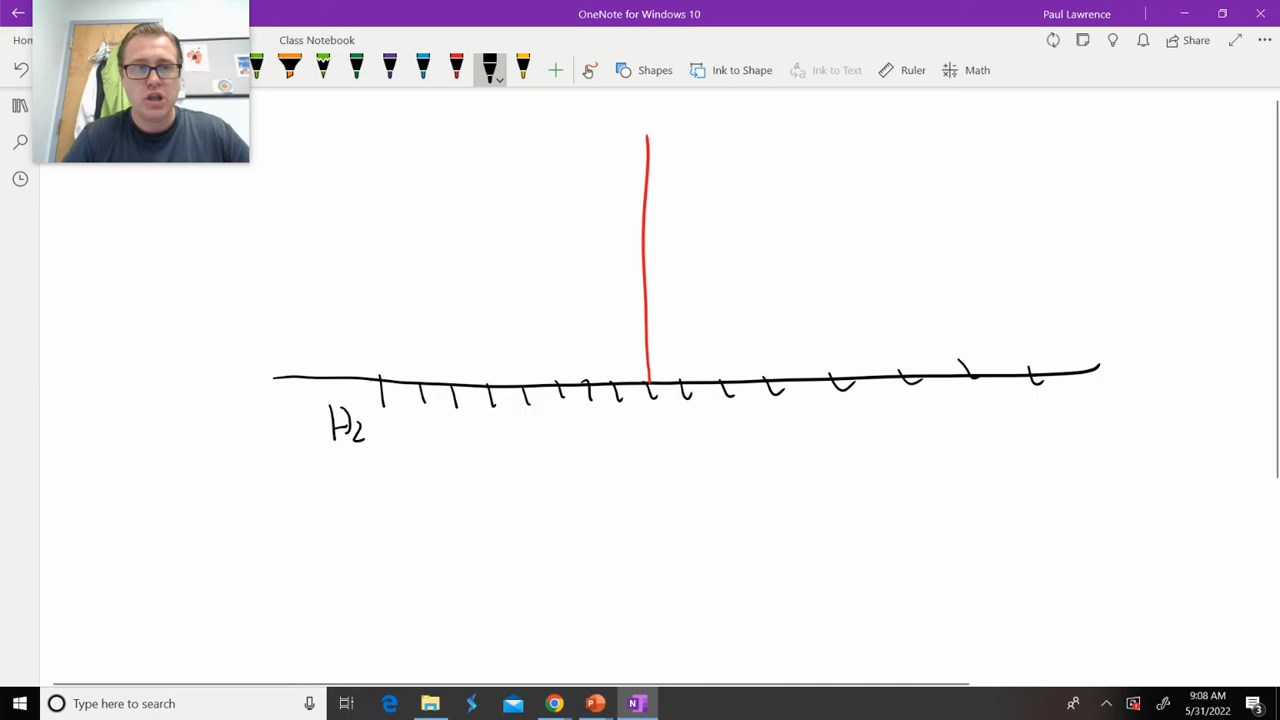 OneNote for Windows 10
Paul Lawrence
Class Notebook
Share
Shapes
Ink to Shape
Ink to Text
Ruler
Math
H2
Type here to search
9:08 AM
5/31/2022